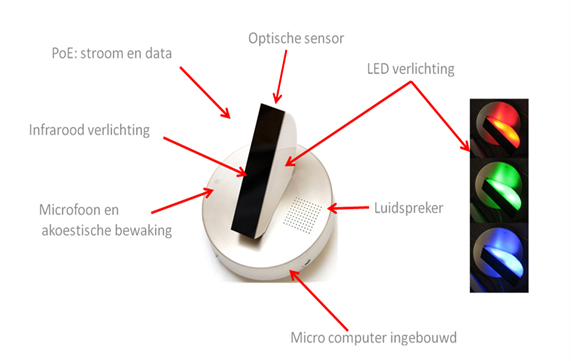 Optische sensor
PoE: stroom en data
LED verlichting
Infrarood verlichting
Microfoon en
akoestische bewaking
Luidspreker
Micro computer ingebouwd